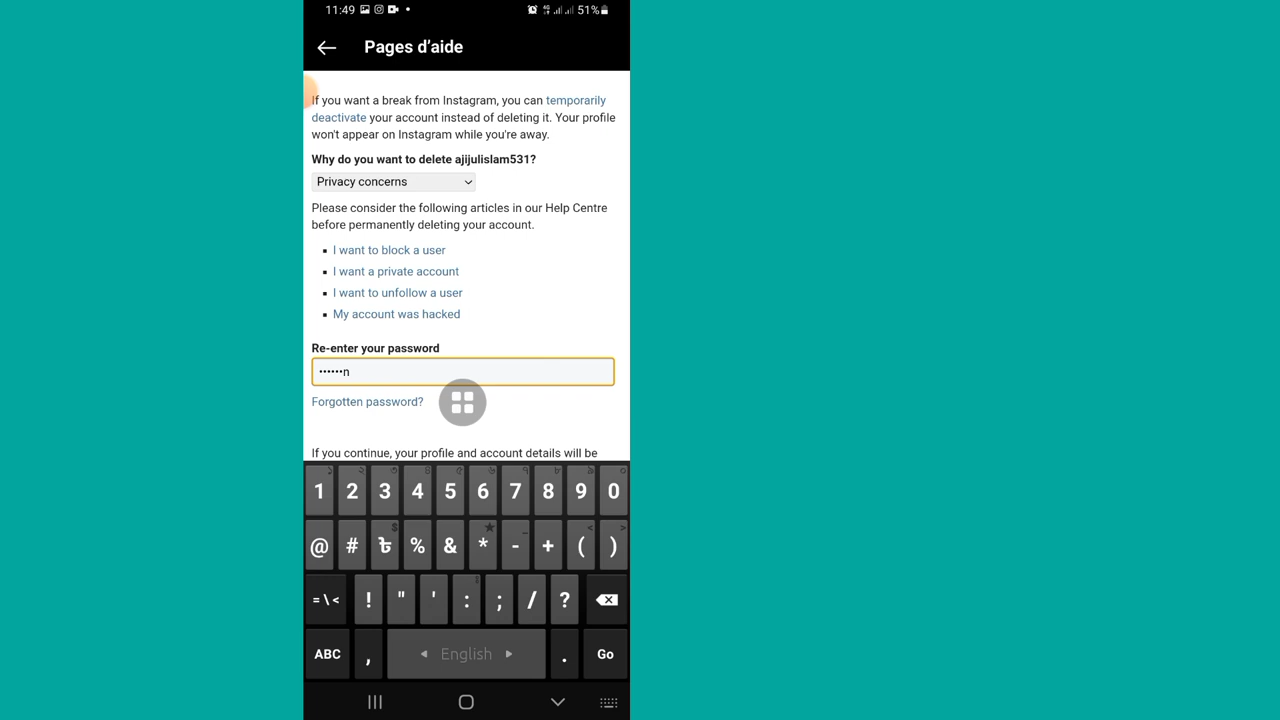 11:49 51%
Pages d’aide
If you want a break from Instagram, you can temporarily
deactivate your account instead of deleting it. Your profile
won't appear on Instagram while you're away.
Why do you want to delete ajijulislam531?
Privacy concerns
Please consider the following articles in our Help Centre
before permanently deleting your account.
I want to block a user
I want a private account
I want to unfollow a user
My account was hacked
Re-enter your password
••••••n
Forgotten password?
If you continue, your profile and account details will be
1 2 3 4 5 6 7 8 9 0
@ # ৳ % & * - + ( )
= \ < ! " ' : ; / ?
ABC , English . Go